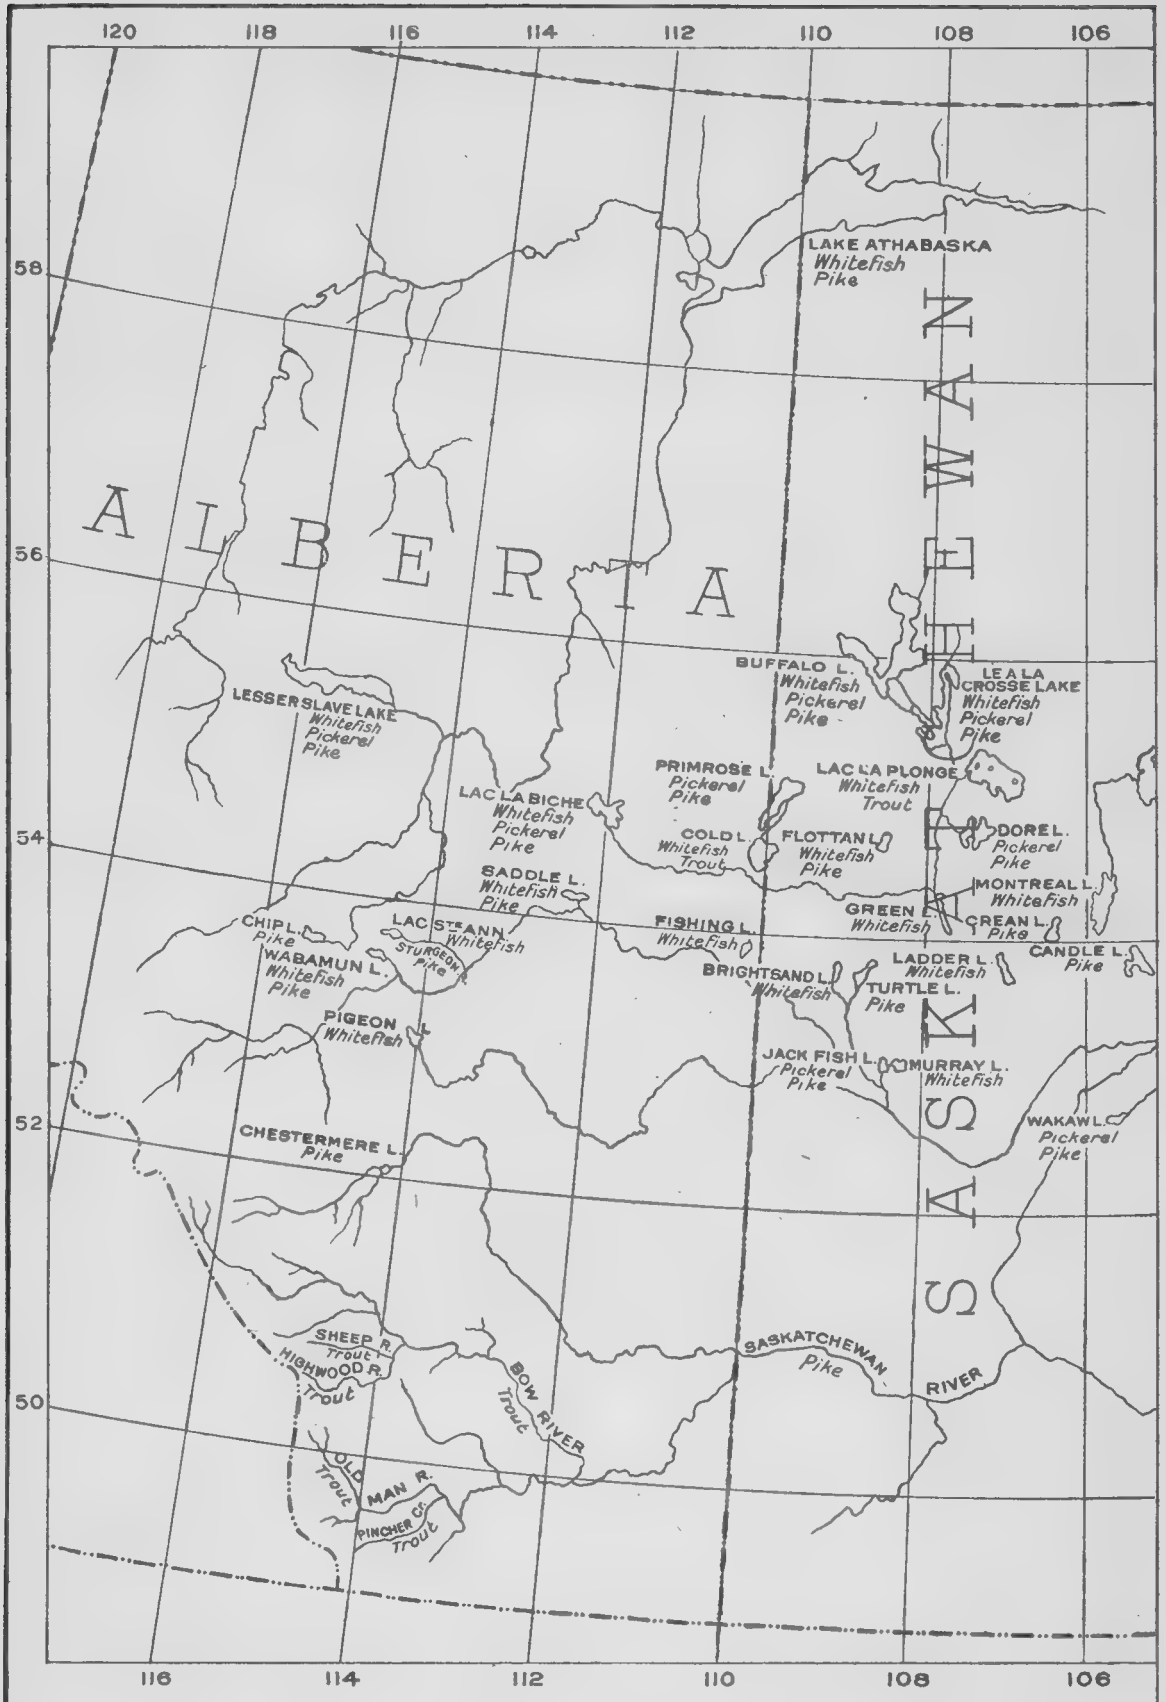 120 118 116 114 112 110 108 106
LAKE ATHABASKA
Whitefish
Pike
58
ALBERTA
SASKATCHEWAN
56
BUFFALO L.
Whitefish
Pickerel
Pike
LE A LA
CROSSE LAKE
Whitefish
Pickerel
Pike
LESSER SLAVE LAKE
Whitefish
Pickerel
Pike
PRIMROSE L.
Pickerel
Pike
LAC LA PLONGE
Whitefish
Trout
LAC LA BICHE
Whitefish
Pickerel
Pike
54
COLD L.
Whitefish
Trout
FLOTTAN L.
Whitefish
Pike
DORE L.
Pickerel
Pike
SADDLE L.
Whitefish
Pike
MONTREAL L.
Whitefish
CHIP L.
Pike
LAC STE ANN
Whitefish
STURGEON
Pike
FISHING L.
Whitefish
GREEN L.
Whitefish
CREAN L.
Pike
WABAMUN L.
Whitefish
Pike
BRIGHTSAND L.
Whitefish
TURTLE L.
Pike
LADDER L.
Whitefish
CANDLE L.
Pike
PIGEON L
Whitefish
JACK FISH L.
Pickerel
Pike
MURRAY L.
Whitefish
52
CHESTERMERE L.
Pike
WAKAW L.
Pickerel
Pike
SHEEP R.
Trout
HIGHWOOD R.
Trout
BOW RIVER
Trout
SASKATCHEWAN RIVER
Pike
50
OLD MAN R.
Trout
PINCHER Cr.
Trout
116 114 112 110 108 106